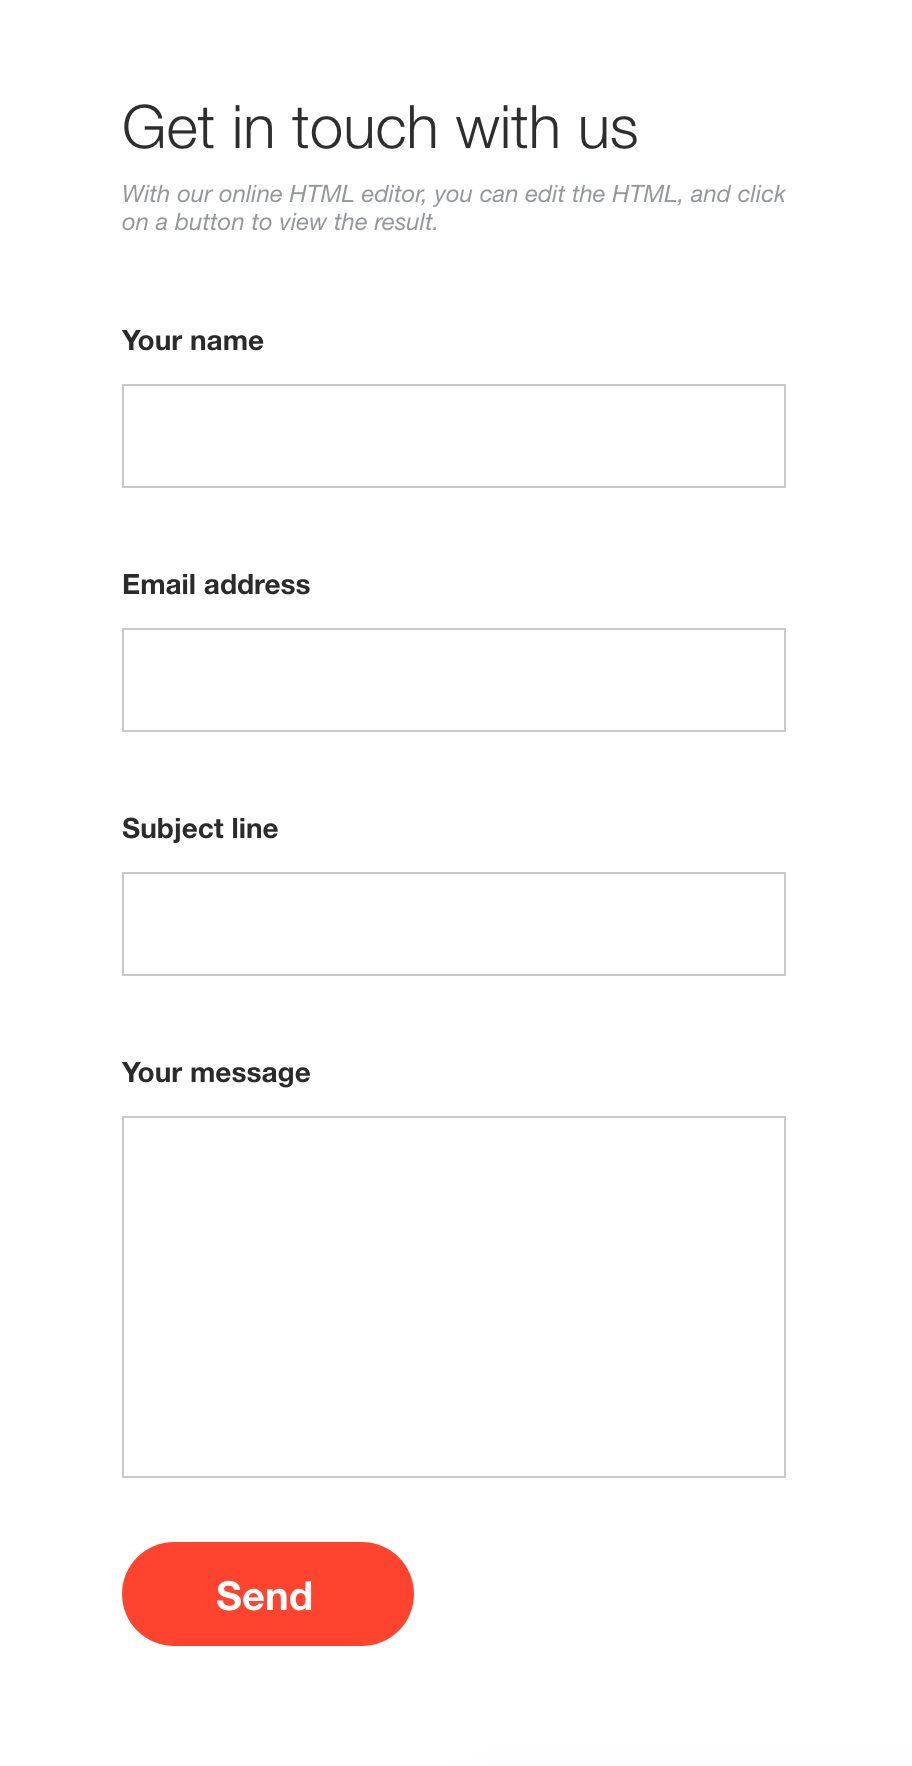 Get in touch with us
With our online HTML editor, you can edit the HTML, and click
on a button to view the result.
Your name
Email address
Subject line
Your message
Send